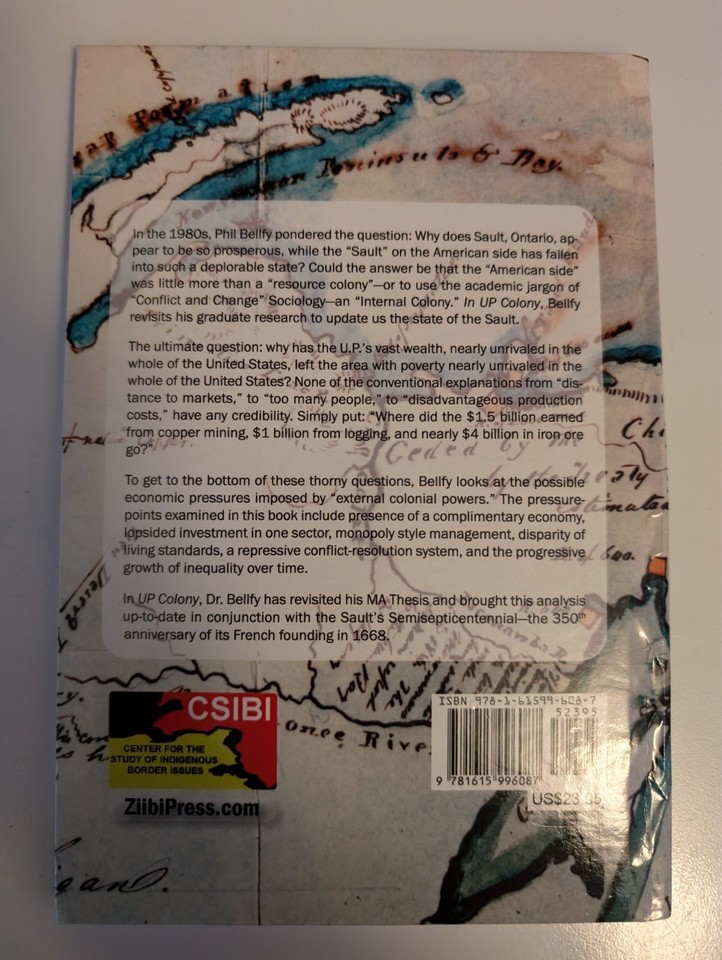 Peninsula & Bay.
In the 1980s, Phil Bellfy pondered the question: Why does Sault, Ontario, ap-
pear to be so prosperous, while the “Sault” on the American side has fallen
into such a deplorable state? Could the answer be that the “American side”
was little more than a “resource colony”—or to use the academic jargon of
“Conflict and Change” Sociology—an “Internal Colony.” In UP Colony, Bellfy
revisits his graduate research to update us the state of the Sault.
The ultimate question: why has the U.P.’s vast wealth, nearly unrivaled in the
whole of the United States, left the area with poverty nearly unrivaled in the
whole of the United States? None of the conventional explanations from “dis-
tance to markets,” to “too many people,” to “disadvantageous production
costs,” have any credibility. Simply put: “Where did the $1.5 billion earned
from copper mining, $1 billion from logging, and nearly $4 billion in iron ore
go?”
Ceded by the
To get to the bottom of these thorny questions, Bellfy looks at the possible
economic pressures imposed by “external colonial powers.” The pressure-
points examined in this book include presence of a complimentary economy,
lopsided investment in one sector, monopoly style management, disparity of
living standards, a repressive conflict-resolution system, and the progressive
growth of inequality over time.
In UP Colony, Dr. Bellfy has revisited his MA Thesis and brought this analysis
up-to-date in conjunction with the Sault’s Semisepticentennial—the 350th
anniversary of its French founding in 1668.
CSIBI
CENTER FOR THE
STUDY OF INDIGENOUS
BORDER ISSUES
ZiibiPress.com
onee Rive
ISBN 978-1-61599-608-7
52395
9 781615 996087
US$23.95
gan.